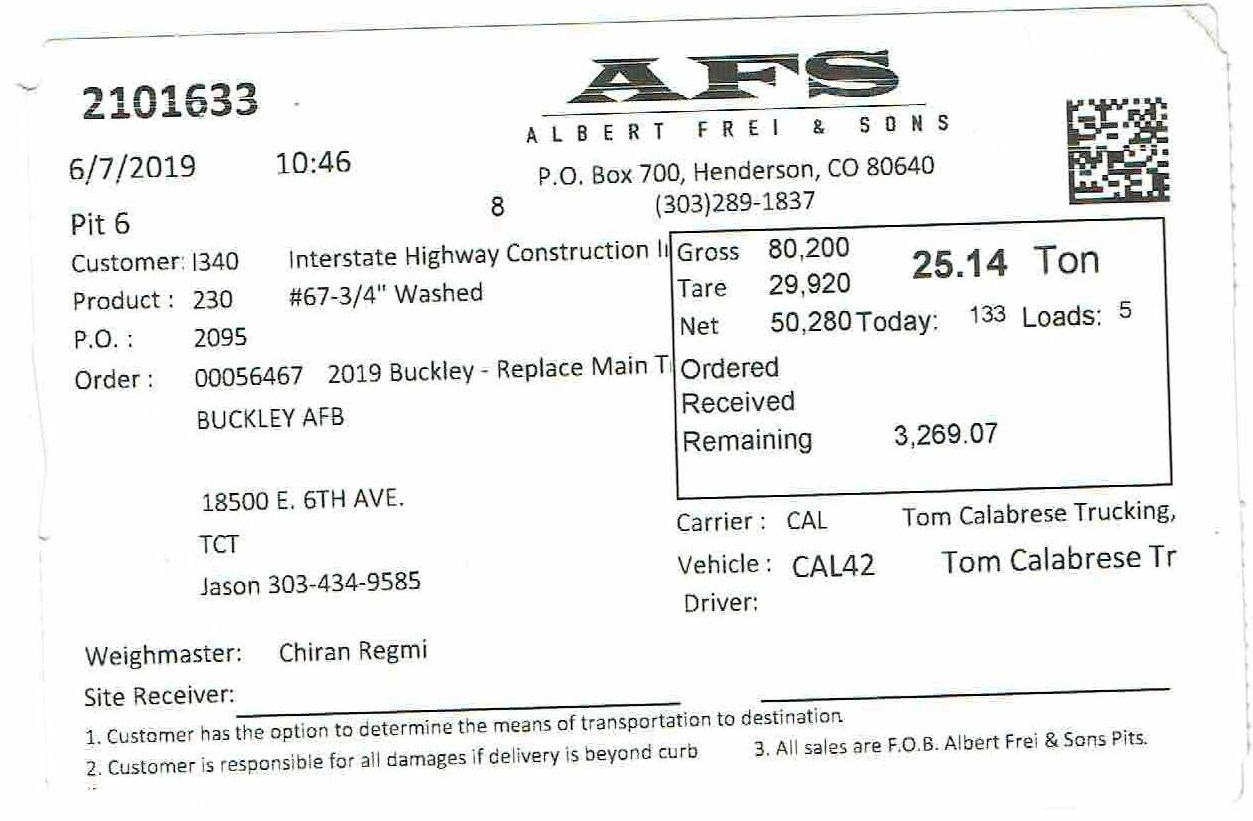 2101633
AFS
ALBERT FREI & SONS
6/7/2019 10:46
P.O. Box 700, Henderson, CO 80640
Pit 6 8 (303)289-1837
Customer: I340 Interstate Highway Construction I
Product : 230 #67-3/4" Washed
P.O. : 2095
Order : 00056467 2019 Buckley - Replace Main T
BUCKLEY AFB
18500 E. 6TH AVE.
TCT
Jason 303-434-9585
Gross 80,200 25.14 Ton
Tare 29,920
Net 50,280 Today: 133 Loads: 5
Ordered
Received
Remaining 3,269.07
Carrier : CAL Tom Calabrese Trucking,
Vehicle : CAL42 Tom Calabrese Tr
Driver:
Weighmaster: Chiran Regmi
Site Receiver:
1. Customer has the option to determine the means of transportation to destination
2. Customer is responsible for all damages if delivery is beyond curb 3. All sales are F.O.B. Albert Frei & Sons Pits.